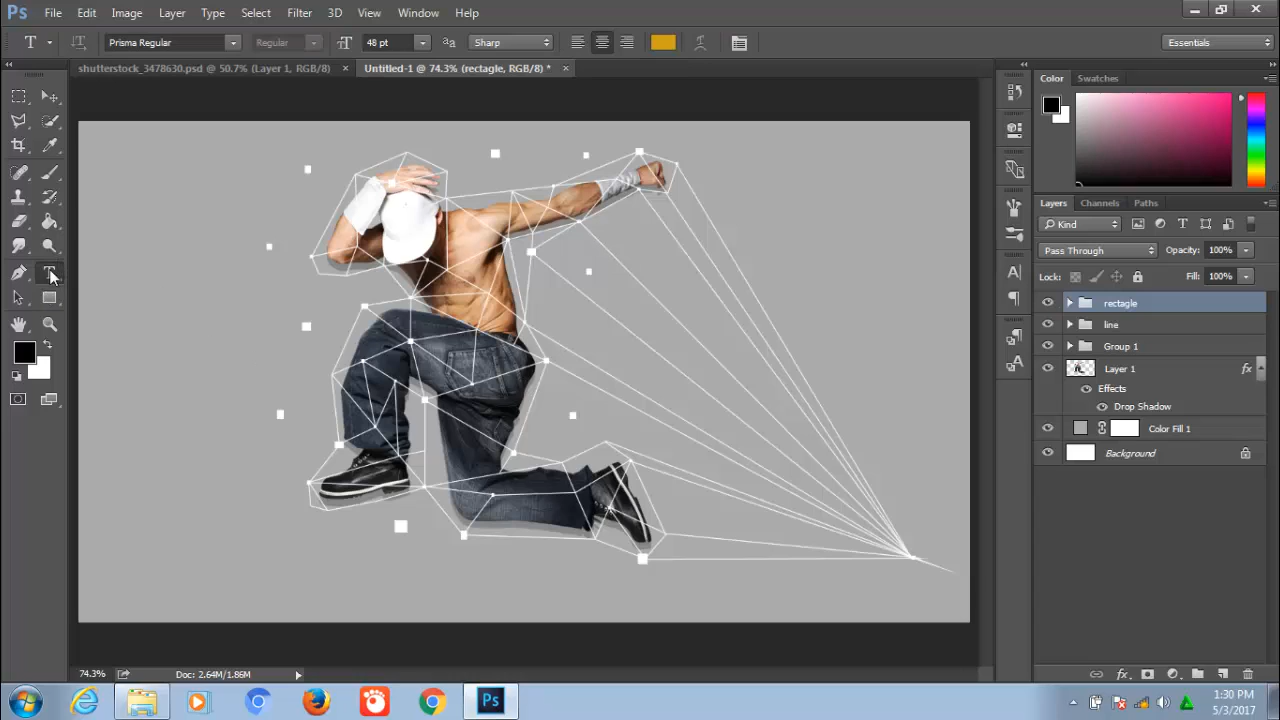 Ps File Edit Image Layer Type Select Filter 3D View Window Help
T Prisma Regular Regular 48 pt Sharp Essentials
shutterstock_3478630.psd @ 50.7% (Layer 1, RGB/8) × Untitled-1 @ 74.3% (rectagle, RGB/8) * ×
Color Swatches
Layers Channels Paths
Kind
Pass Through Opacity: 100%
Lock: Fill: 100%
rectagle
line
Group 1
Layer 1 fx
Effects
Drop Shadow
Color Fill 1
Background
74.3% Doc: 2.64M/1.86M
Ps 1:30 PM
5/3/2017